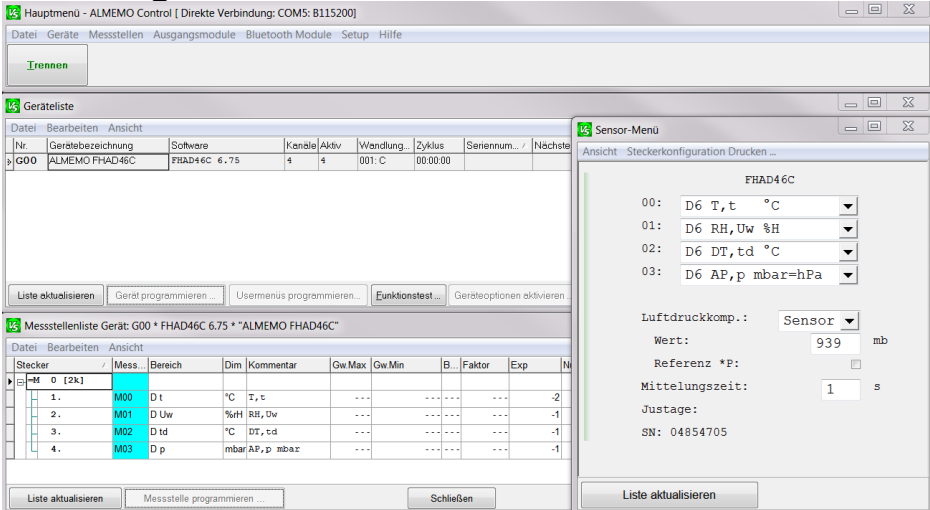 Hauptmenü - ALMEMO Control [ Direkte Verbindung: COM5: B115200]
Datei Geräte Messstellen Ausgangsmodule Bluetooth Module Setup Hilfe
Trennen
Geräteliste
Datei Bearbeiten Ansicht
Nr. Gerätebezeichnung Software Kanäle Aktiv Wandlung... Zyklus Seriennum... Nächste
G00 ALMEMO FHAD46C FHAD46C 6.75 4 4 001: C 00:00:00
Liste aktualisieren Gerät programmieren ... Usermenüs programmieren... Funktionstest ... Geräteoptionen aktivieren ..
Messstellenliste Gerät: G00 * FHAD46C 6.75 * "ALMEMO FHAD46C"
Datei Bearbeiten Ansicht
Stecker Mess... Bereich Dim Kommentar Gw.Max Gw.Min B... Faktor Exp
=M 0 [2k]
1. M00 D t °C T,t --- --- --- --- -2
2. M01 D Uw %rH RH,Uw --- --- --- --- -1
3. M02 D td °C DT,td --- --- --- --- -1
4. M03 D p mbar AP,p mbar --- --- --- --- -1
Liste aktualisieren Messstelle programmieren ... Schließen
Sensor-Menü
Ansicht Steckerkonfiguration Drucken ...
FHAD46C
00: D6 T,t °C
01: D6 RH,Uw %H
02: D6 DT,td °C
03: D6 AP,p mbar=hPa
Luftdruckkomp.: Sensor
Wert: 939 mb
Referenz *P:
Mittelungszeit: 1 s
Justage:
SN: 04854705
Liste aktualisieren